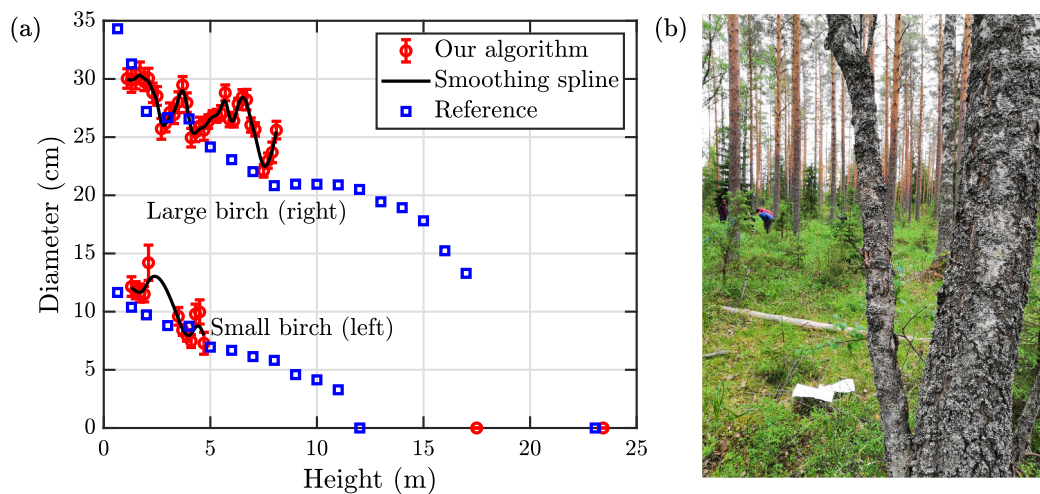 (a)
35
30
25
20
15
10
5
0
Diameter (cm)
Our algorithm
Smoothing spline
Reference
Large birch (right)
Small birch (left)
0
5
10
15
20
25
Height (m)
(b)